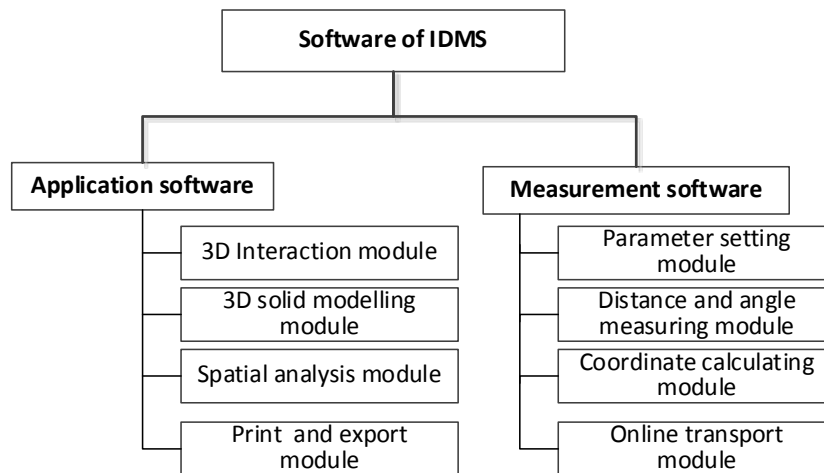 Software of IDMS
Application software
3D Interaction module
3D solid modelling
module
Spatial analysis module
Print and export
module
Measurement software
Parameter setting
module
Distance and angle
measuring module
Coordinate calculating
module
Online transport
module